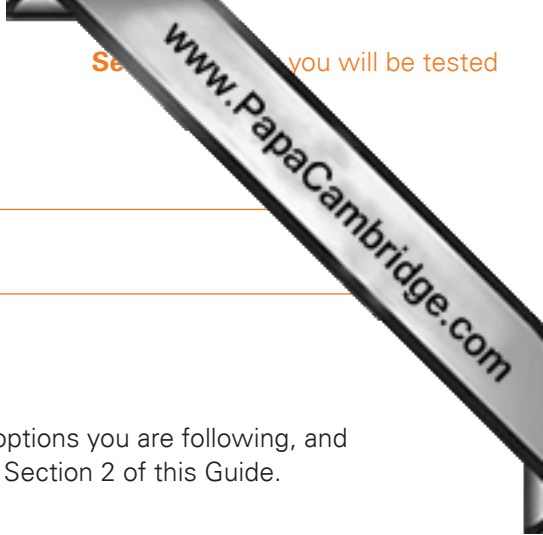 Se you will be tested
www.PapaCambridge.com
options you are following, and
Section 2 of this Guide.